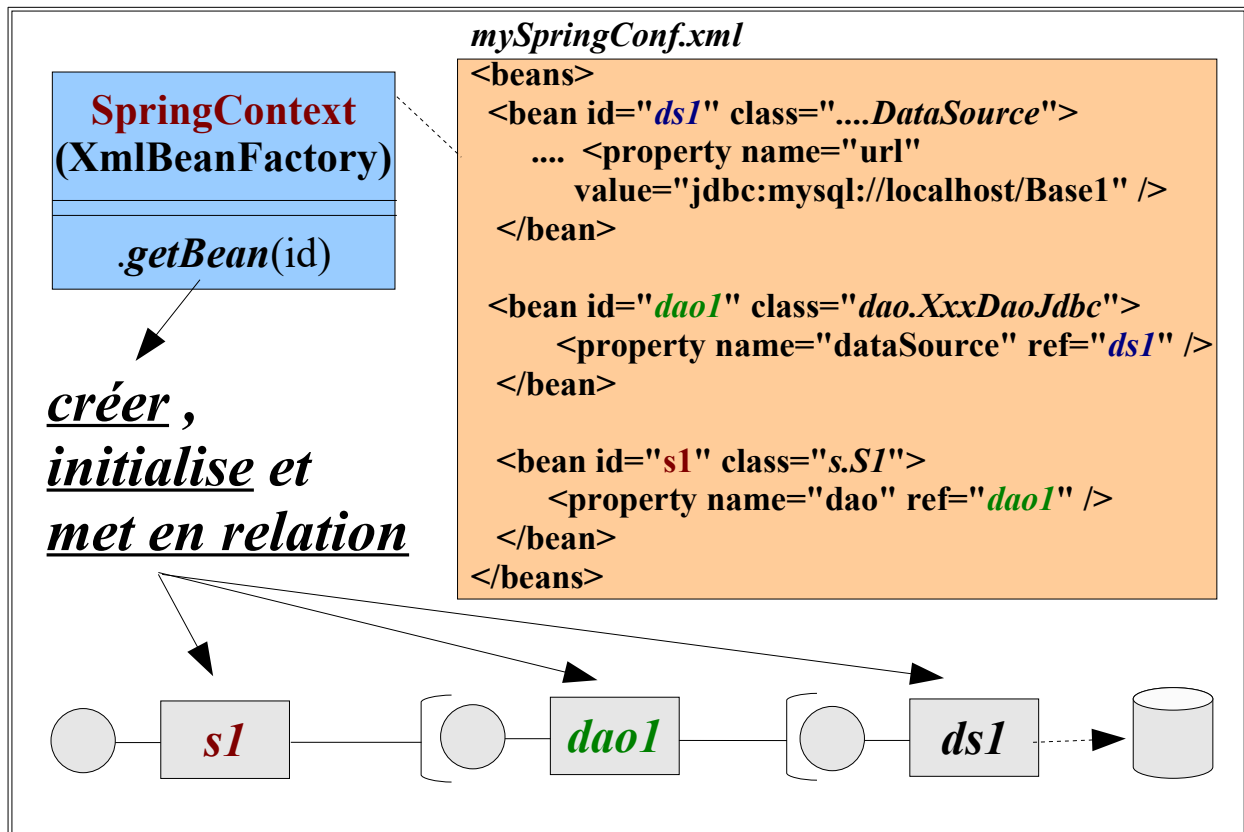 mySpringConf.xml
SpringContext
(XmlBeanFactory)
.getBean(id)
<beans>
<bean id="ds1" class="....DataSource">
.... <property name="url"
value="jdbc:mysql://localhost/Base1" />
</bean>
<bean id="dao1" class="dao.XxxDaoJdbc">
<property name="dataSource" ref="ds1" />
</bean>
<bean id="s1" class="s.S1">
<property name="dao" ref="dao1" />
</bean>
</beans>
créer ,
initialise et
met en relation
s1
dao1
ds1